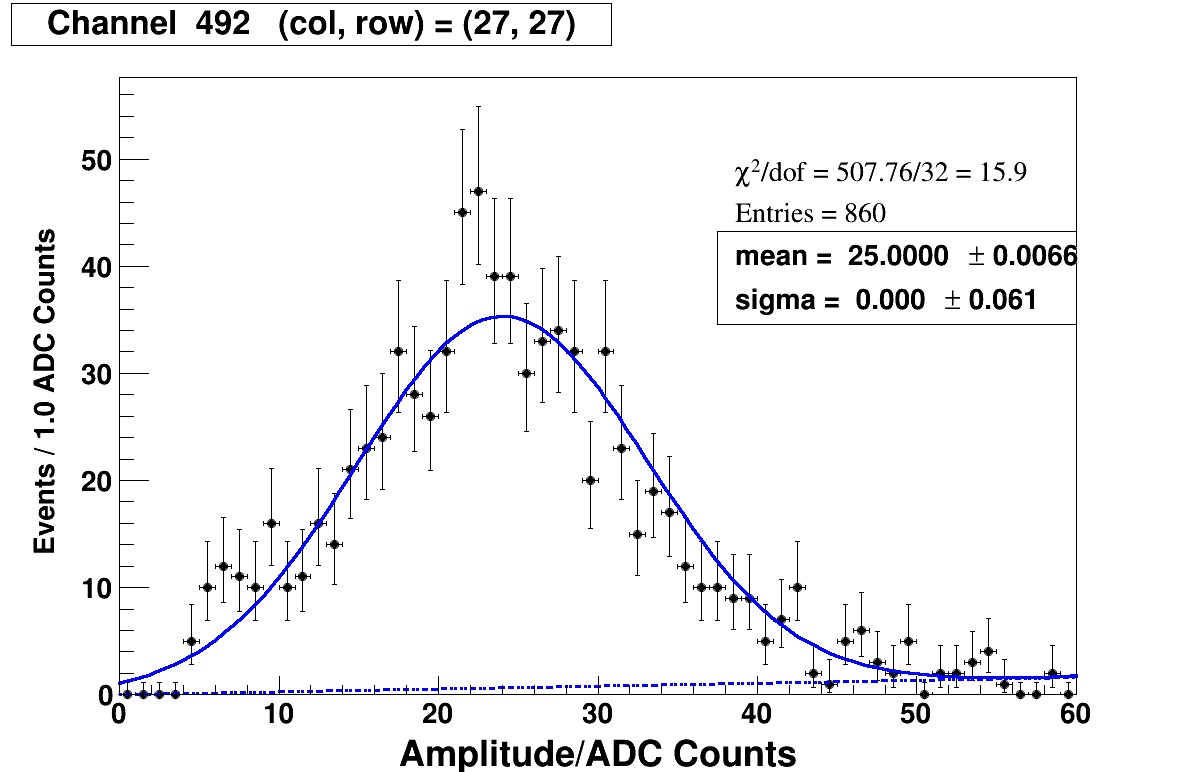 Channel 492 (col, row) = (27, 27)
Events / 1.0 ADC Counts
50
40
30
20
10
0
χ²/dof = 507.76/32 = 15.9
Entries = 860
mean = 25.0000 ± 0.0066
sigma = 0.000 ± 0.061
0 10 20 30 40 50 60
Amplitude/ADC Counts